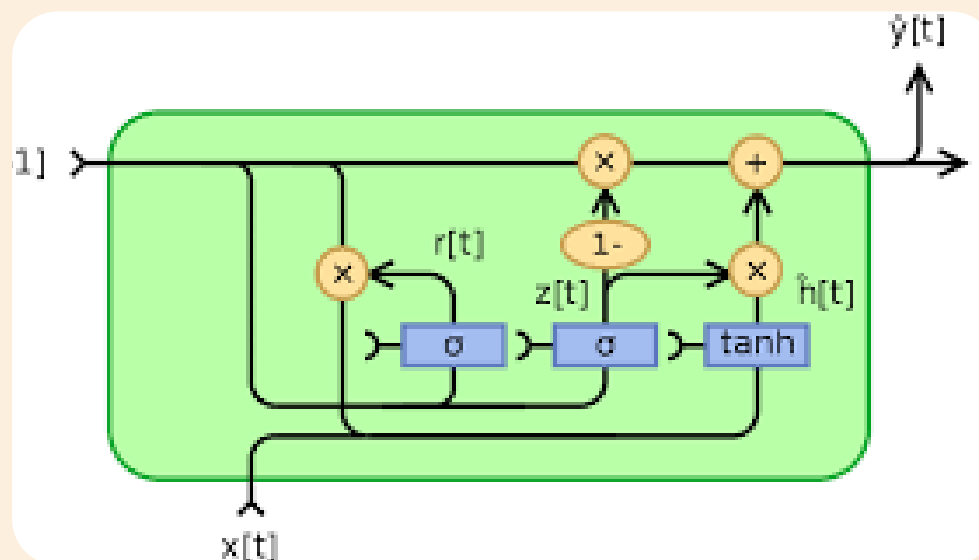 ŷ[t]
1]
×
+
r[t]
1-
×
z[t]
×
ĥ[t]
σ
σ
tanh
x[t]